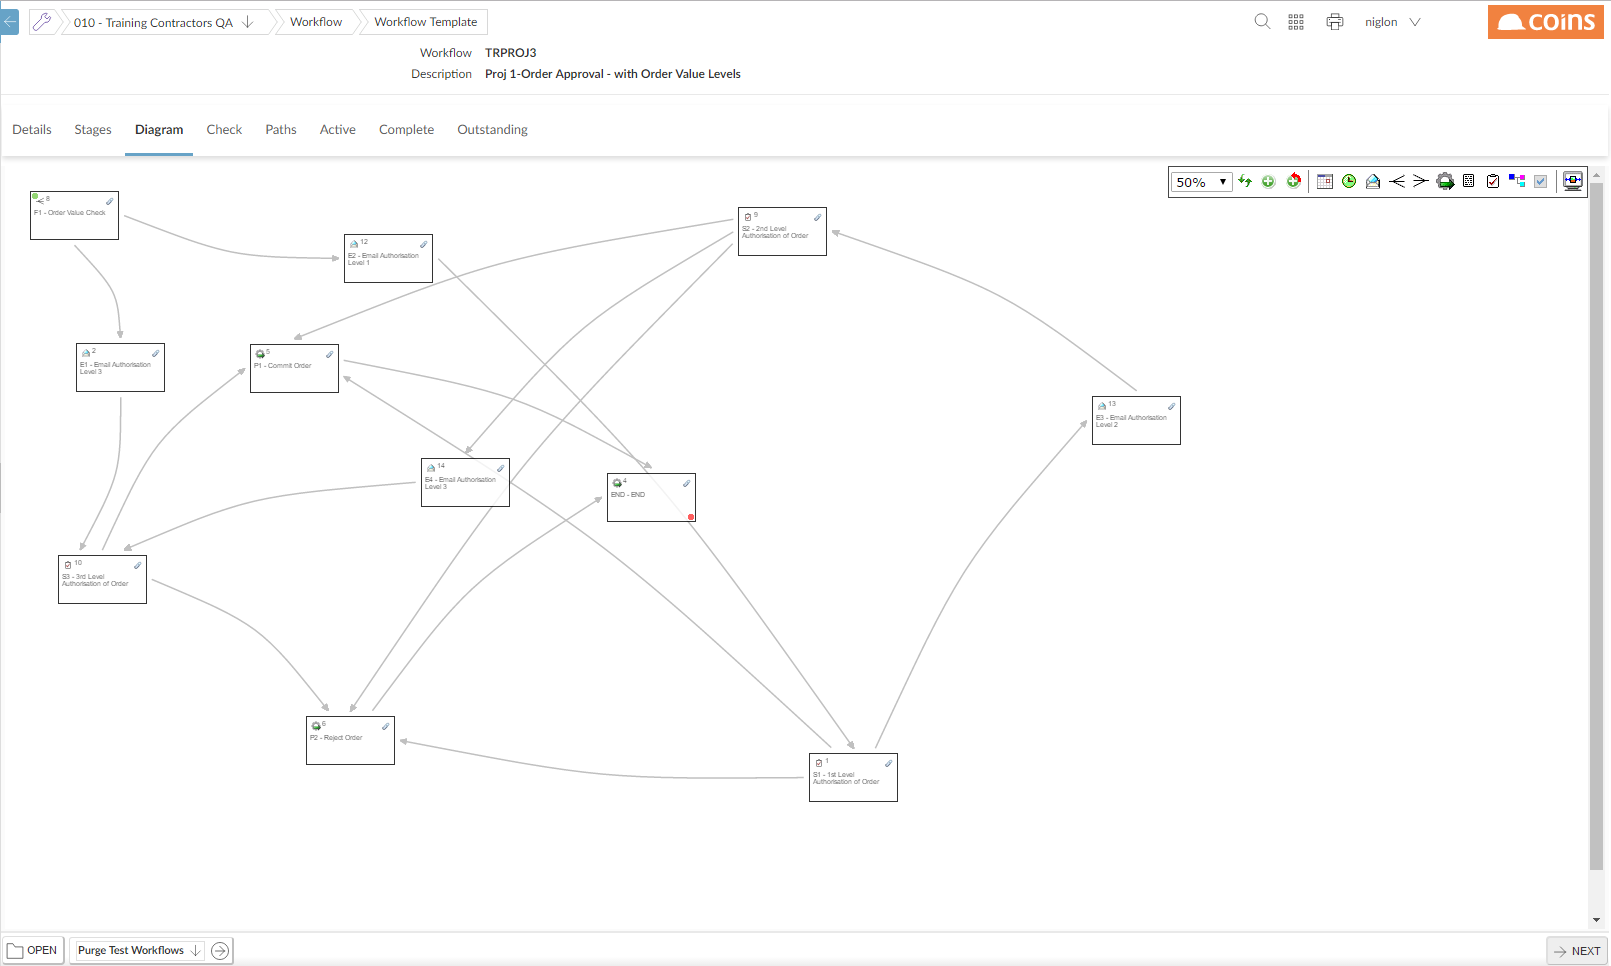 010 - Training Contractors QA
Workflow
Workflow Template
niglon
coins
Workflow TRPROJ3
Description Proj 1-Order Approval - with Order Value Levels
Details
Stages
Diagram
Check
Paths
Active
Complete
Outstanding
50%
8
F1 - Order Value Check
12
E2 - Email Authorisation
Level 1
9
S2 - 2nd Level
Authorisation of Order
2
E1 - Email Authorisation
Level 3
5
P1 - Commit Order
13
E3 - Email Authorisation
Level 2
14
E4 - Email Authorisation
Level 3
4
END - END
10
S3 - 3rd Level
Authorisation of Order
6
P2 - Reject Order
1
S1 - 1st Level
Authorisation of Order
OPEN
Purge Test Workflows
NEXT